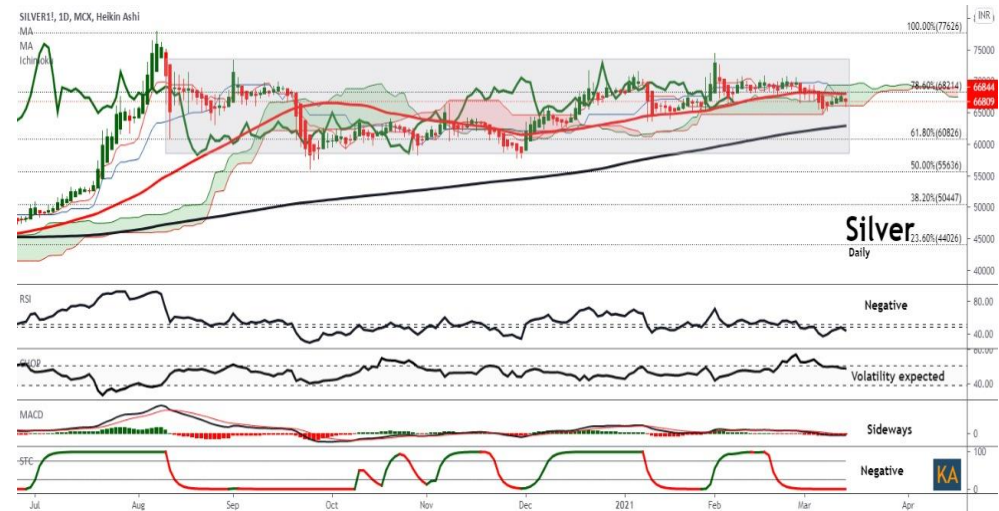 SILVER1!, 1D, MCX, Heikin Ashi
MA
MA
Ichimoku
INR
100.00%(77626)
75000
70000
78.60%(68214)
66844
66809
65000
61.80%(60826)
60000
50.00%(55636)
55000
38.20%(50447)
50000
23.60%(44026)
45000
40000
Silver
Daily
RSI
Negative
80.00
40.00
60.00
CHOP
Volatility expected
40.00
MACD
Sideways
0
STC
Negative
100
KA
0
Jul
Aug
Sep
Oct
Nov
Dec
2021
Feb
Mar
Apr